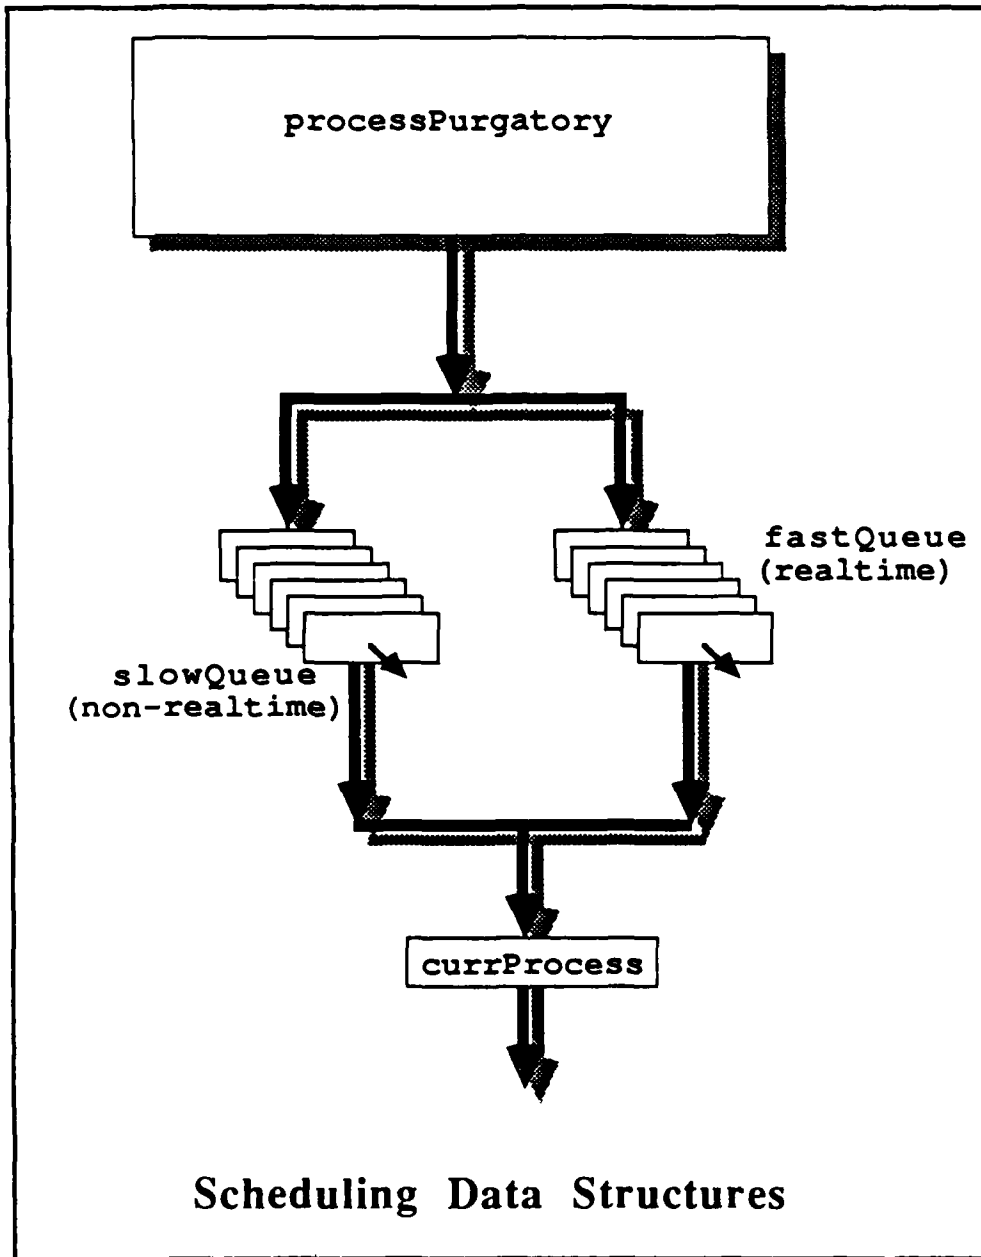 processPurgatory
fastQueue
(realtime)
slowQueue
(non-realtime)
currProcess
Scheduling Data Structures